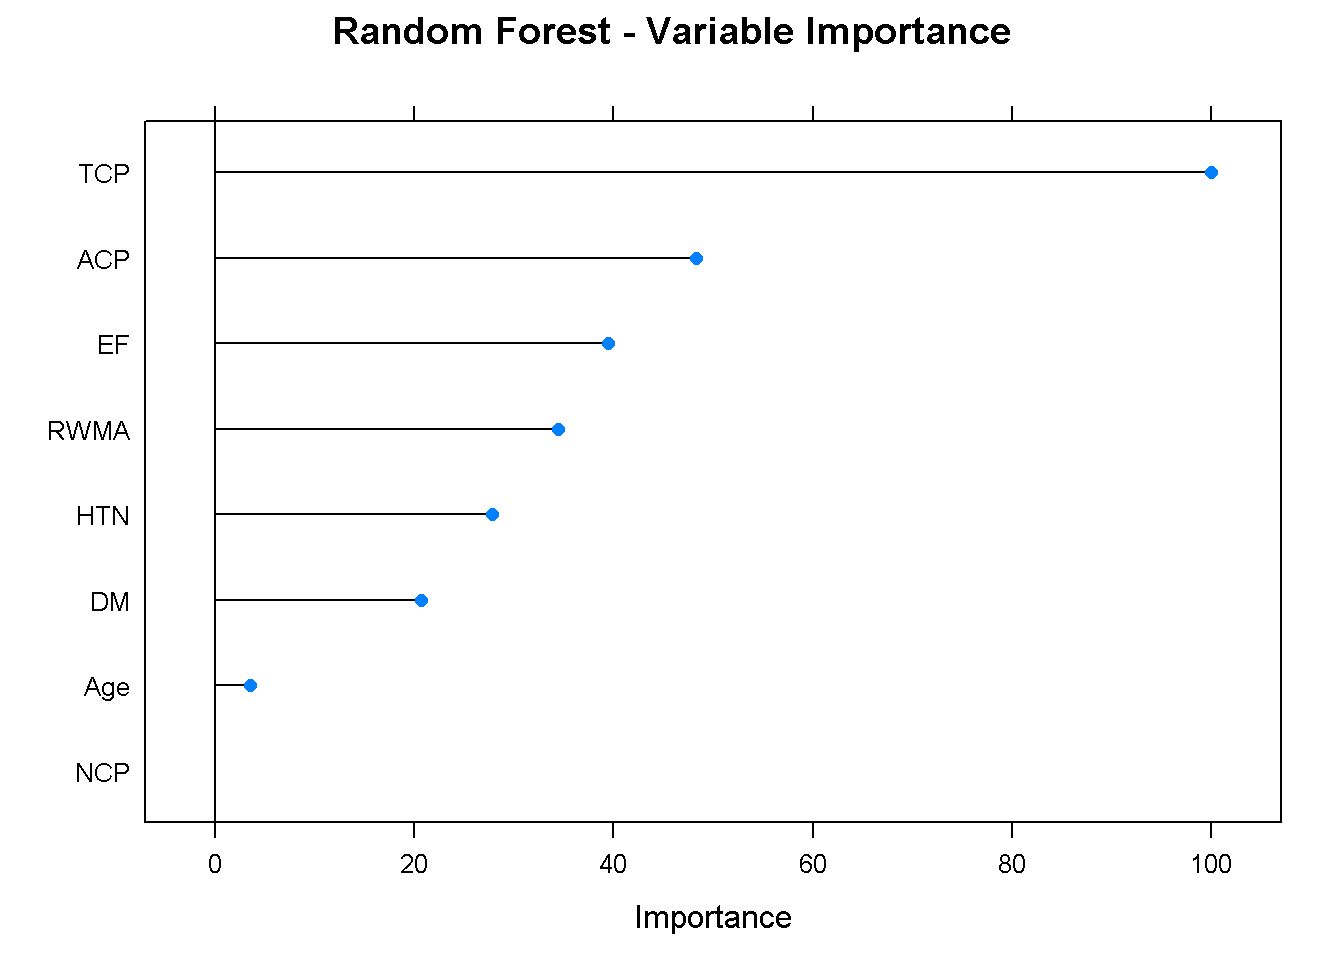 Random Forest - Variable Importance
TCP
ACP
EF
RWMA
HTN
DM
Age
NCP
0 20 40 60 80 100
Importance